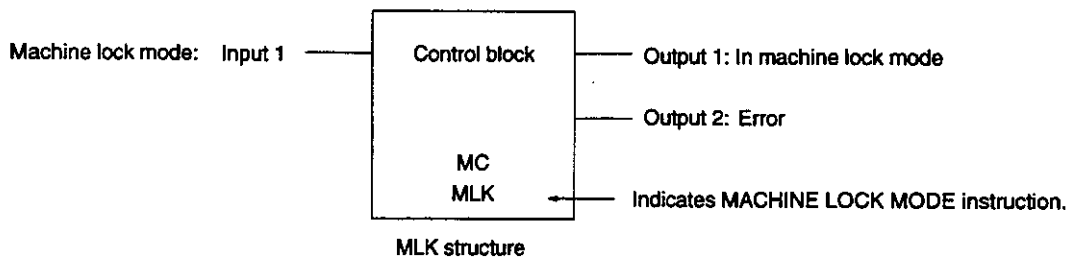 Machine lock mode: Input 1
Control block
Output 1: In machine lock mode
Output 2: Error
MC
MLK
Indicates MACHINE LOCK MODE instruction.
MLK structure